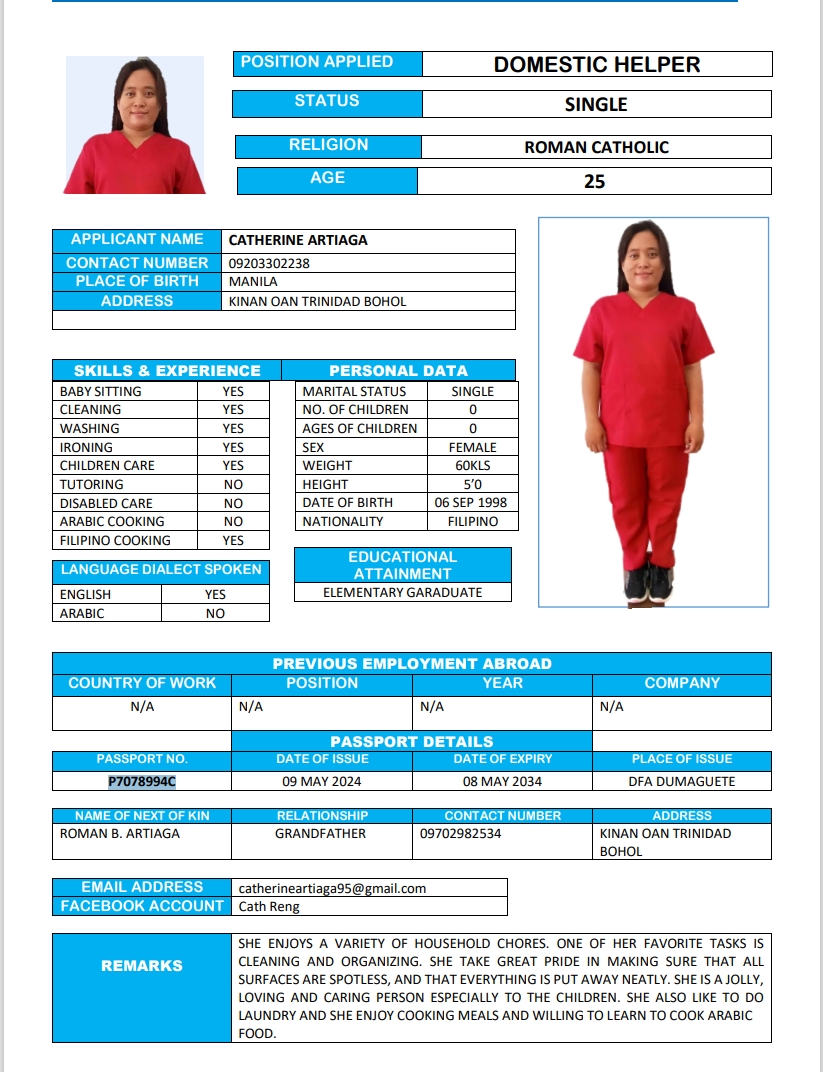 POSITION APPLIED DOMESTIC HELPER
STATUS SINGLE
RELIGION ROMAN CATHOLIC
AGE 25
APPLICANT NAME CATHERINE ARTIAGA
CONTACT NUMBER 09203302238
PLACE OF BIRTH MANILA
ADDRESS KINAN OAN TRINIDAD BOHOL
SKILLS & EXPERIENCE PERSONAL DATA
BABY SITTING YES MARITAL STATUS SINGLE
CLEANING YES NO. OF CHILDREN 0
WASHING YES AGES OF CHILDREN 0
IRONING YES SEX FEMALE
CHILDREN CARE YES WEIGHT 60KLS
TUTORING NO HEIGHT 5’0
DISABLED CARE NO DATE OF BIRTH 06 SEP 1998
ARABIC COOKING NO NATIONALITY FILIPINO
FILIPINO COOKING YES
LANGUAGE DIALECT SPOKEN
ENGLISH YES
ARABIC NO
EDUCATIONAL
ATTAINMENT
ELEMENTARY GARADUATE
PREVIOUS EMPLOYMENT ABROAD
COUNTRY OF WORK POSITION YEAR COMPANY
N/A N/A N/A N/A
PASSPORT DETAILS
PASSPORT NO. DATE OF ISSUE DATE OF EXPIRY PLACE OF ISSUE
P7078994C 09 MAY 2024 08 MAY 2034 DFA DUMAGUETE
NAME OF NEXT OF KIN RELATIONSHIP CONTACT NUMBER ADDRESS
ROMAN B. ARTIAGA GRANDFATHER 09702982534 KINAN OAN TRINIDAD
BOHOL
EMAIL ADDRESS catherineartiaga95@gmail.com
FACEBOOK ACCOUNT Cath Reng
REMARKS
SHE ENJOYS A VARIETY OF HOUSEHOLD CHORES. ONE OF HER FAVORITE TASKS IS
CLEANING AND ORGANIZING. SHE TAKE GREAT PRIDE IN MAKING SURE THAT ALL
SURFACES ARE SPOTLESS, AND THAT EVERYTHING IS PUT AWAY NEATLY. SHE IS A JOLLY,
LOVING AND CARING PERSON ESPECIALLY TO THE CHILDREN. SHE ALSO LIKE TO DO
LAUNDRY AND SHE ENJOY COOKING MEALS AND WILLING TO LEARN TO COOK ARABIC
FOOD.